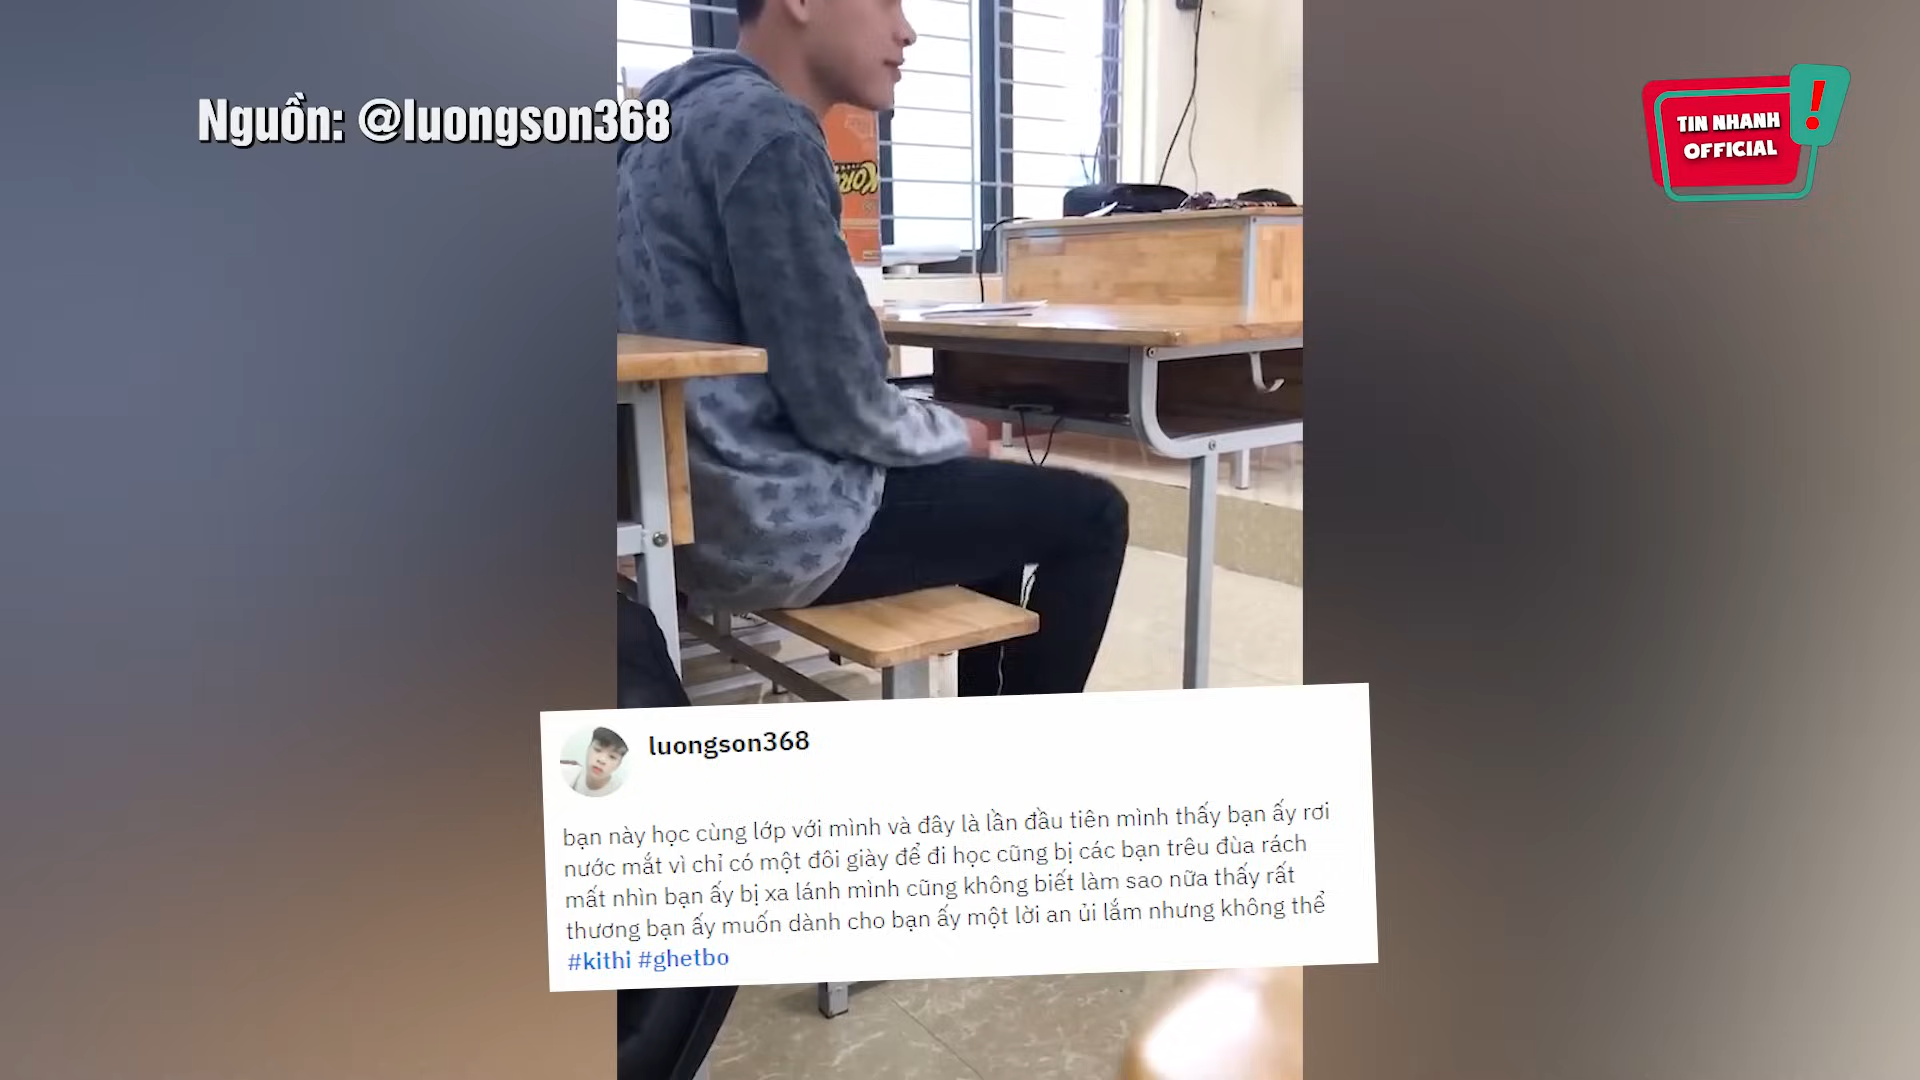 Nguồn: @luongson368
TIN NHANH
OFFICIAL
!
KOR
luongson368
bạn này học cùng lớp với mình và đây là lần đầu tiên mình thấy bạn ấy rơi
nước mắt vì chỉ có một đôi giày để đi học cũng bị các bạn trêu đùa rách
mất nhìn bạn ấy bị xa lánh mình cũng không biết làm sao nữa thấy rất
thương bạn ấy muốn dành cho bạn ấy một lời an ủi lắm nhưng không thể
#kithi #ghetbo